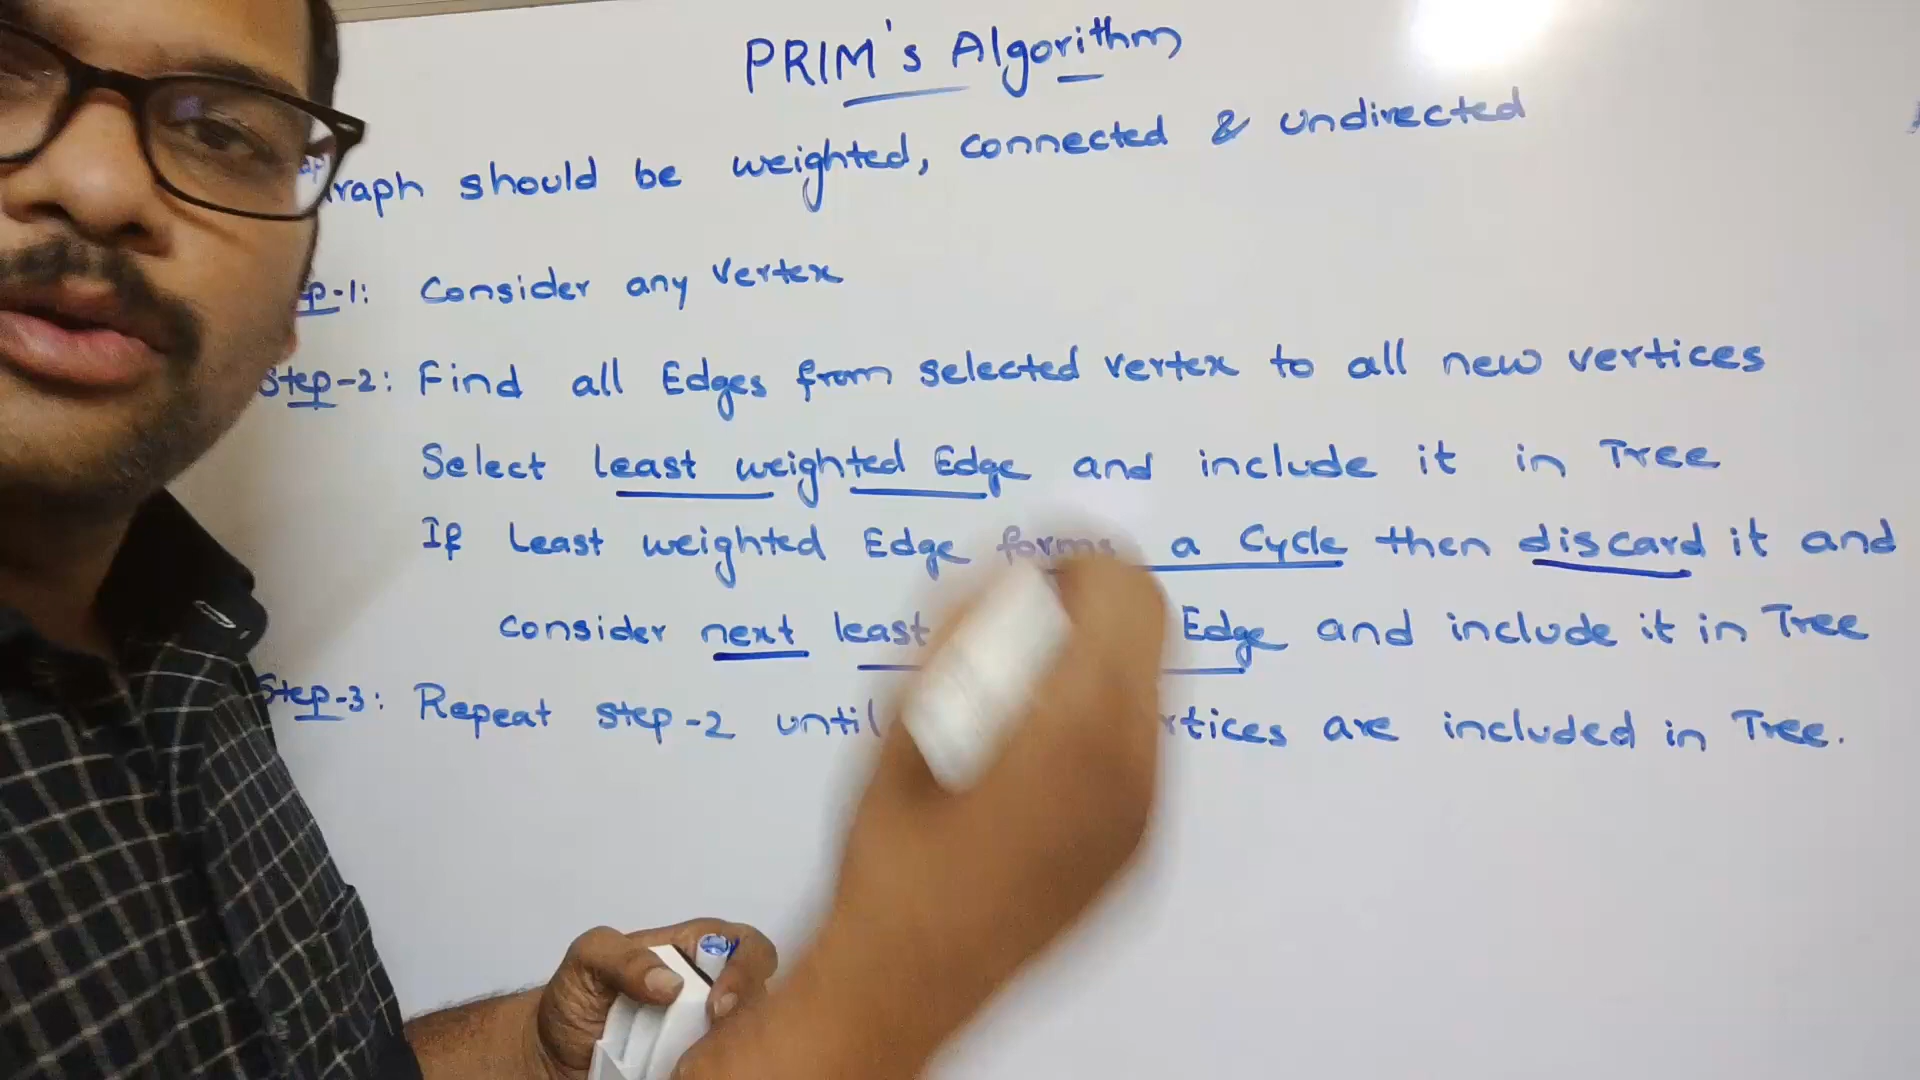 PRIM's Algorithm
raph should be weighted, connected & undirected
p-1: Consider any Vertex
Step-2: Find all Edges from selected vertex to all new vertices
Select least weighted Edge and include it in Tree
If Least weighted Edge forms a Cycle then discard it and
consider next least Edge and include it in Tree
Step-3: Repeat step-2 until rtices are included in Tree.